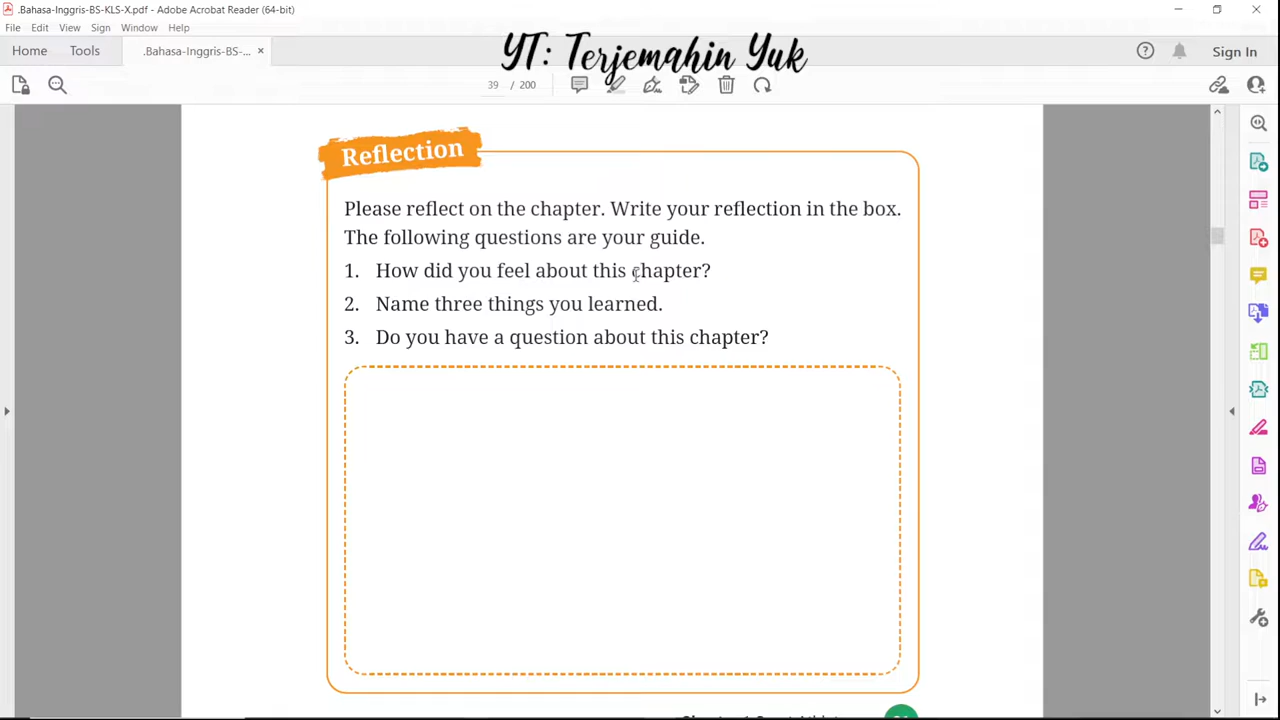 .Bahasa-Inggris-BS-KLS-X.pdf - Adobe Acrobat Reader (64-bit)
File Edit View Sign Window Help
Home Tools .Bahasa-Inggris-BS-... × Sign In
YT: Terjemahin Yuk
39 / 200
Reflection
Please reflect on the chapter. Write your reflection in the box.
The following questions are your guide.
1. How did you feel about this chapter?
2. Name three things you learned.
3. Do you have a question about this chapter?